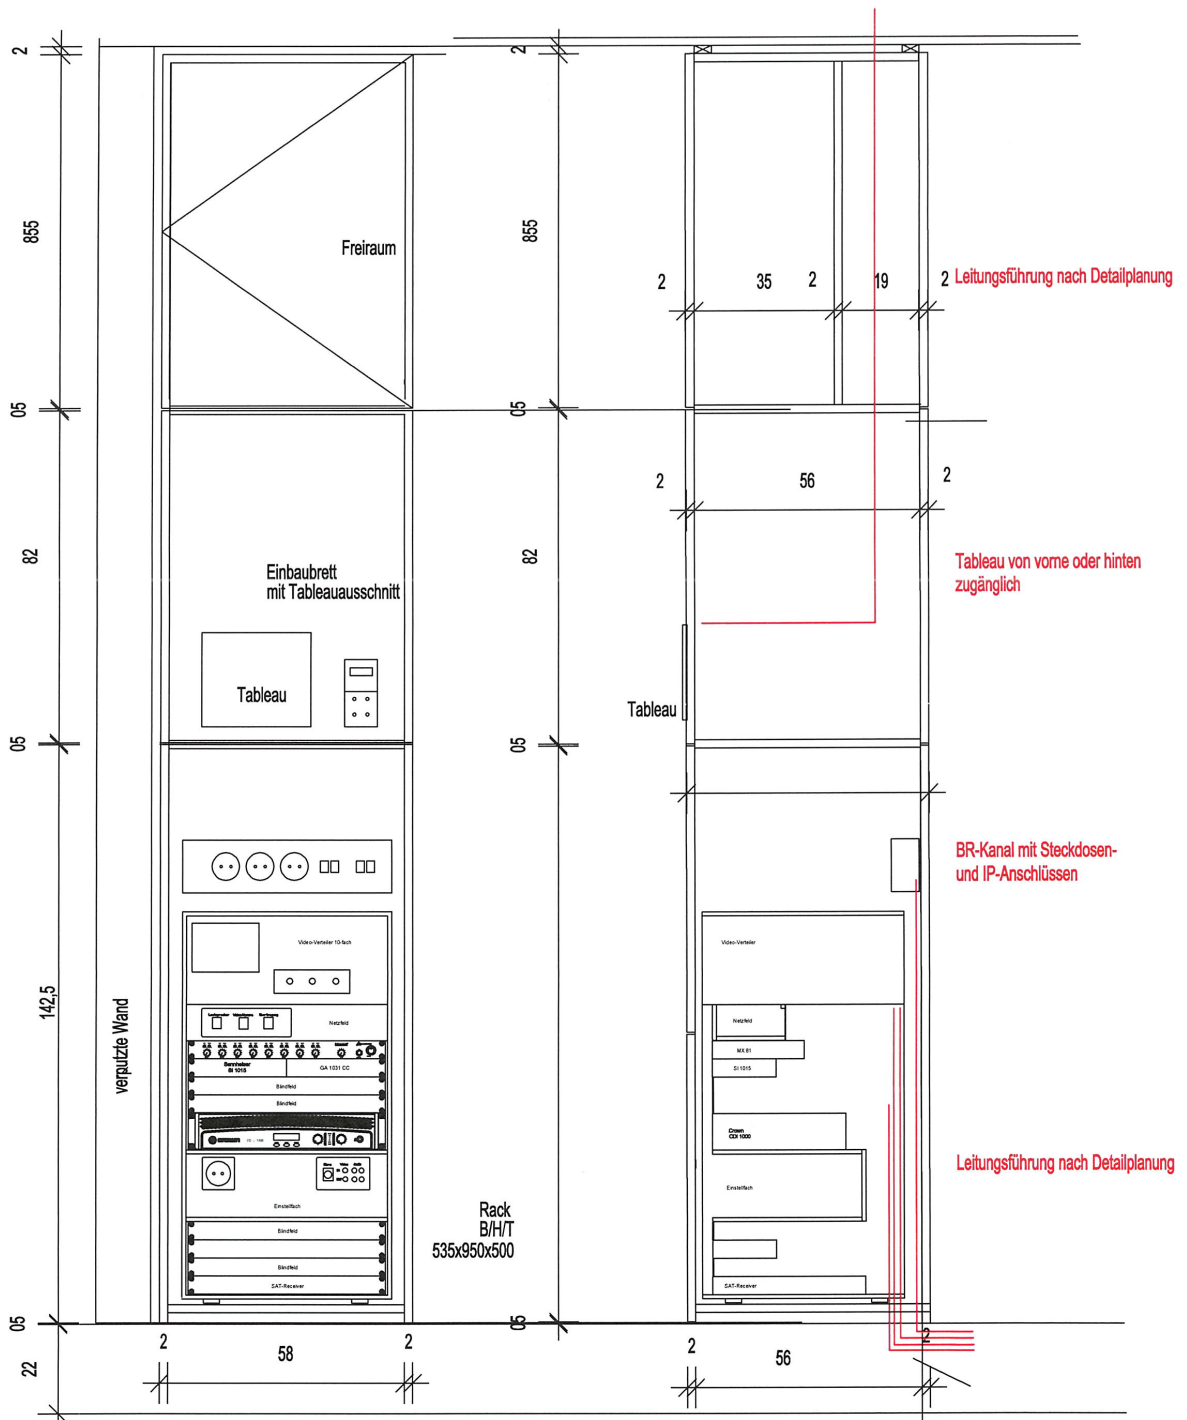 2
2
855
855
Freiraum
2
35
2
19
2
Leitungsführung nach Detailplanung
05
05
2
56
2
82
82
Einbaubrett
mit Tableauausschnitt
Tableau von vorne oder hinten
zugänglich
Tableau
Tableau
05
05
BR-Kanal mit Steckdosen-
und IP-Anschlüssen
Video-Verteiler 10-fach
Video-Verteiler
142,5
verputzte Wand
Netzfeld
Netzfeld
MX 81
Sennheiser
SI 1015
GA 1031 CC
SI 1015
Blindfeld
Blindfeld
Crown
CDI 1000
Leitungsführung nach Detailplanung
Einstellfach
Einstellfach
Rack
B/H/T
535x950x500
Blindfeld
Blindfeld
SAT-Receiver
SAT-Receiver
05
05
2
58
2
2
56
2
22